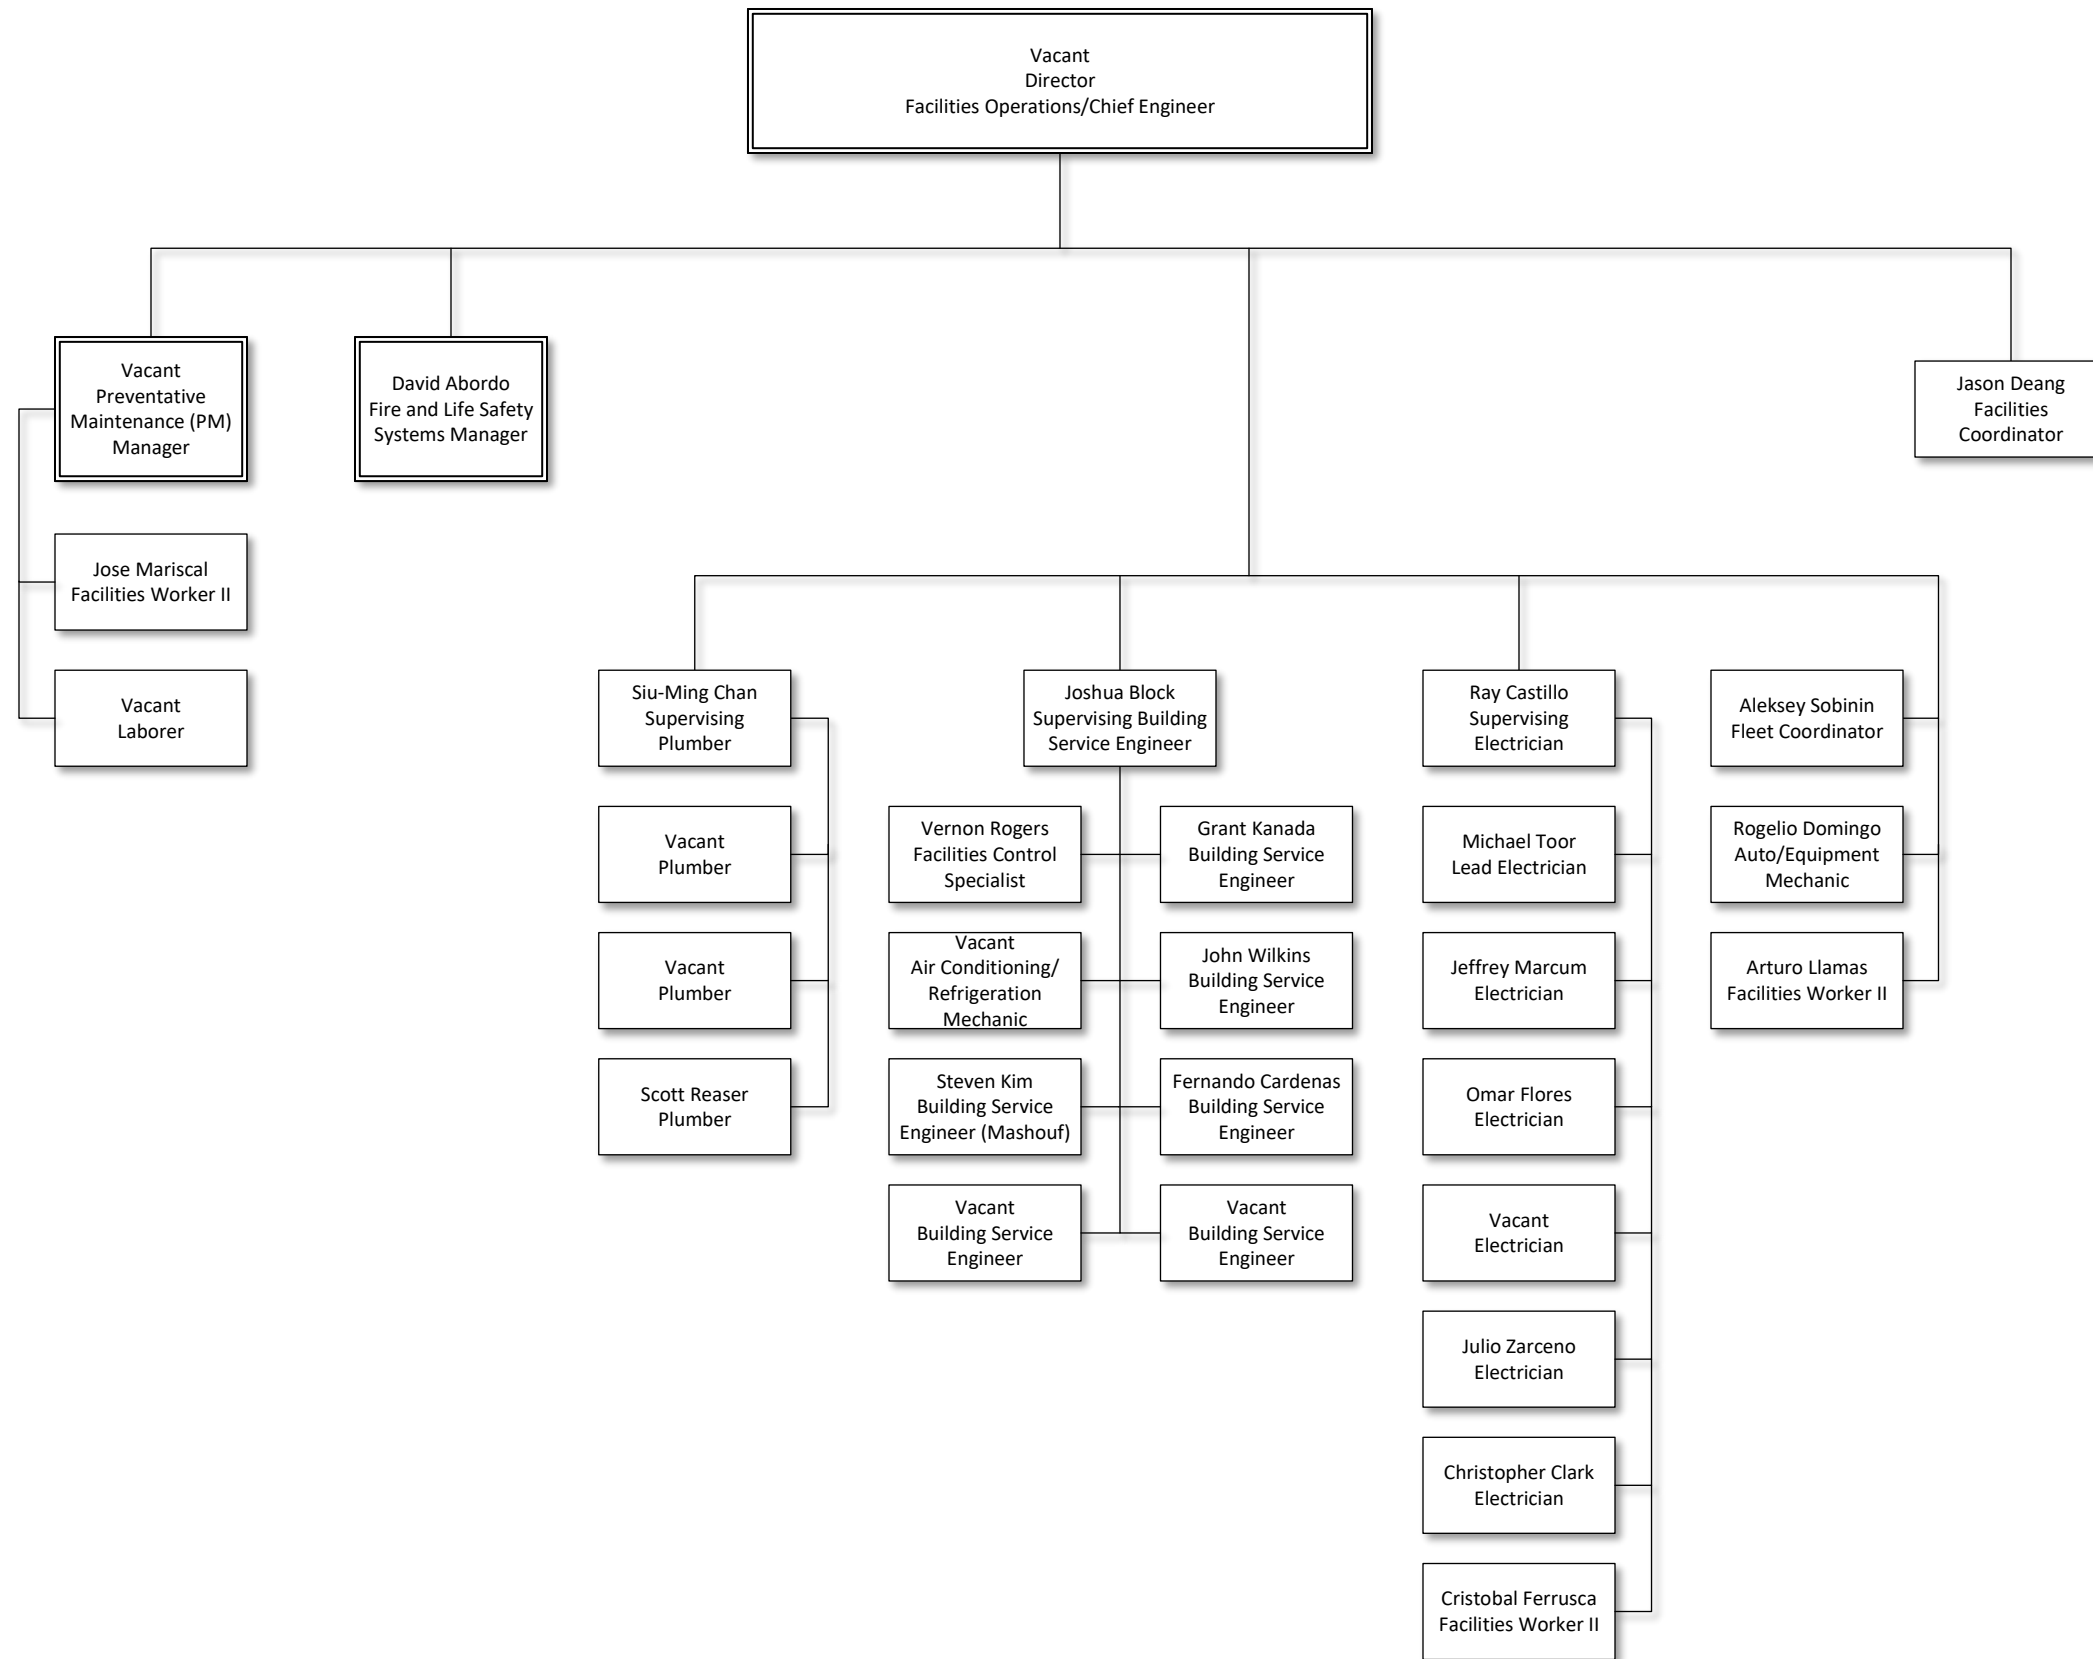 Vacant
Director
Facilities Operations/Chief Engineer
Vacant
Preventative
Maintenance (PM)
Manager
David Abordo
Fire and Life Safety
Systems Manager
Jason Deang
Facilities
Coordinator
Jose Mariscal
Facilities Worker II
Vacant
Laborer
Siu-Ming Chan
Supervising
Plumber
Vacant
Plumber
Vacant
Plumber
Scott Reaser
Plumber
Joshua Block
Supervising Building
Service Engineer
Vernon Rogers
Facilities Control
Specialist
Grant Kanada
Building Service
Engineer
Vacant
Air Conditioning/
Refrigeration
Mechanic
John Wilkins
Building Service
Engineer
Steven Kim
Building Service
Engineer (Mashouf)
Fernando Cardenas
Building Service
Engineer
Vacant
Building Service
Engineer
Vacant
Building Service
Engineer
Ray Castillo
Supervising
Electrician
Michael Toor
Lead Electrician
Jeffrey Marcum
Electrician
Omar Flores
Electrician
Vacant
Electrician
Julio Zarceno
Electrician
Christopher Clark
Electrician
Cristobal Ferrusca
Facilities Worker II
Aleksey Sobinin
Fleet Coordinator
Rogelio Domingo
Auto/Equipment
Mechanic
Arturo Llamas
Facilities Worker II